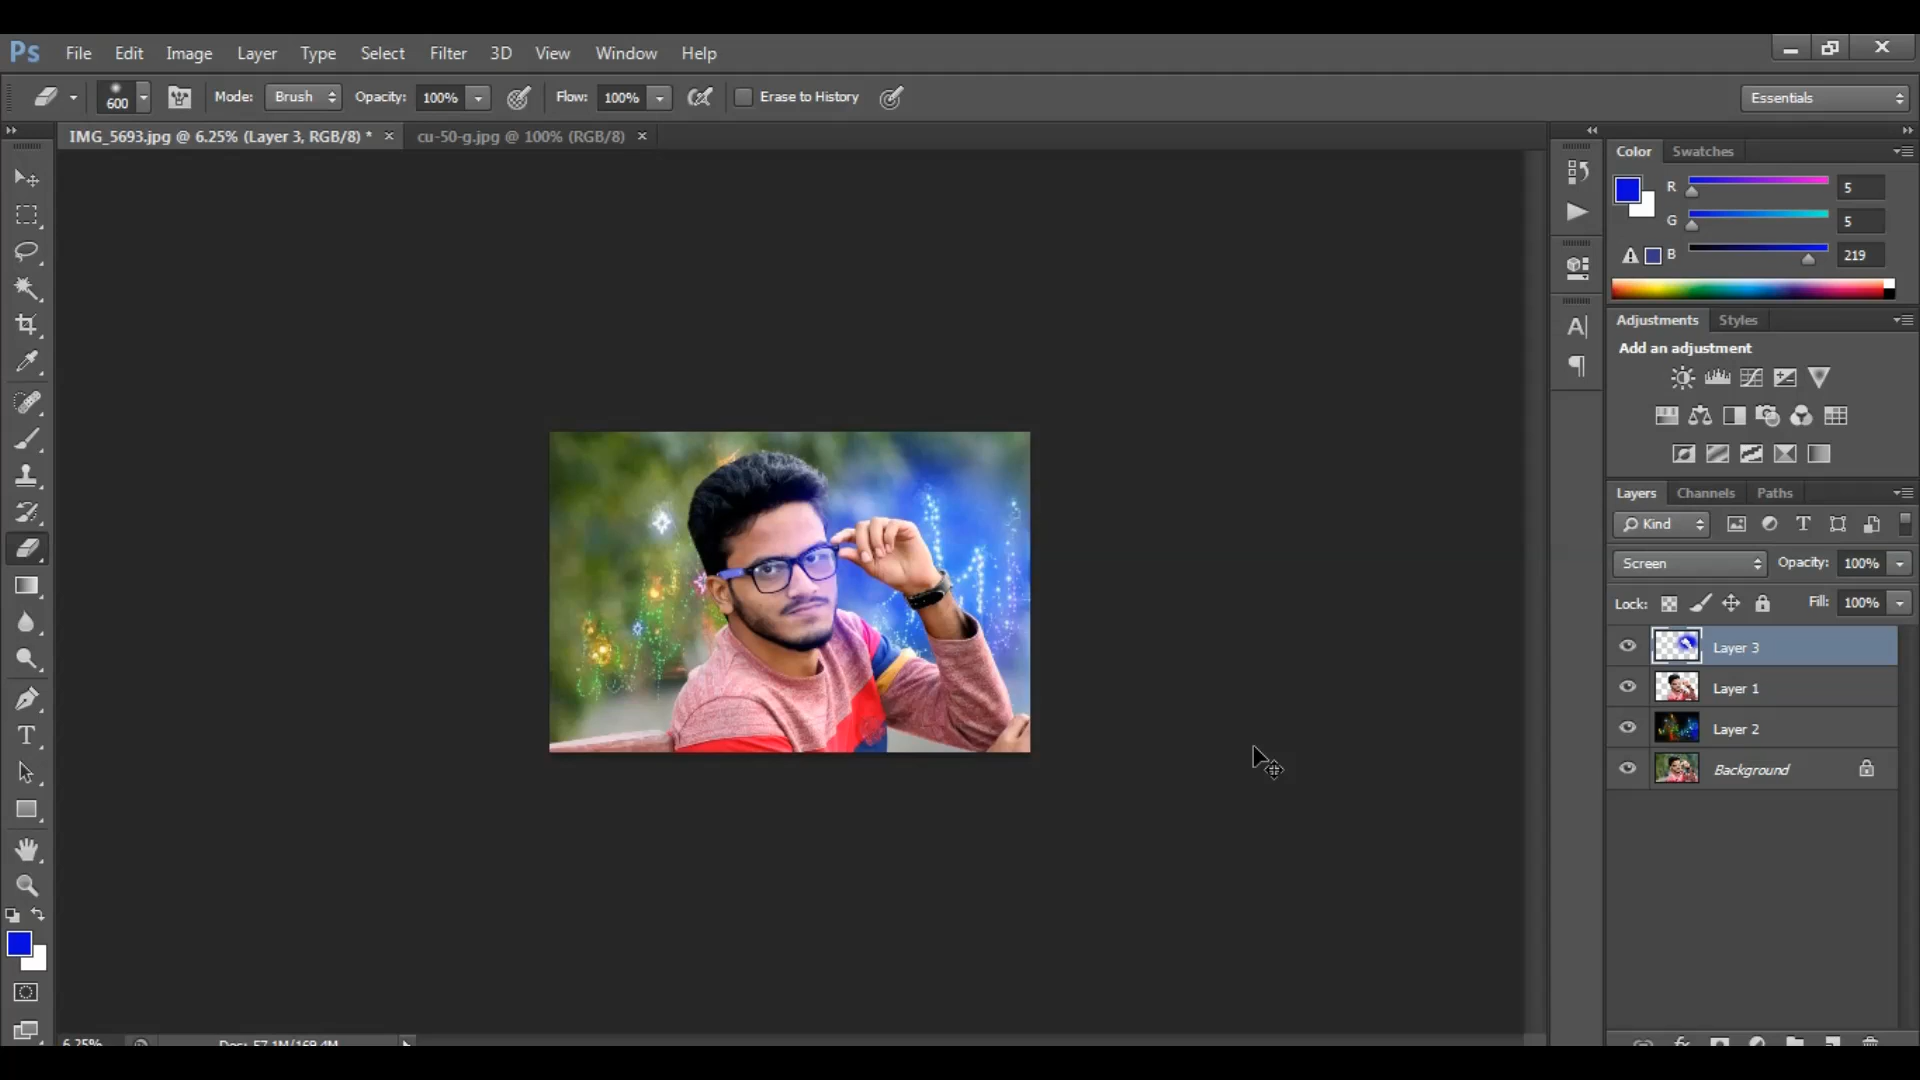 Ps File Edit Image Layer Type Select Filter 3D View Window Help
600 Mode: Brush Opacity: 100% Flow: 100% Erase to History Essentials
IMG_5693.jpg @ 6.25% (Layer 3, RGB/8) * × cu-50-g.jpg @ 100% (RGB/8) ×
Color Swatches
R 5
G 5
B 219
Adjustments Styles
Add an adjustment
Layers Channels Paths
Kind
Screen Opacity: 100%
Lock: Fill: 100%
Layer 3
Layer 1
Layer 2
Background
6.25% Doc: 57.1M/169.4M